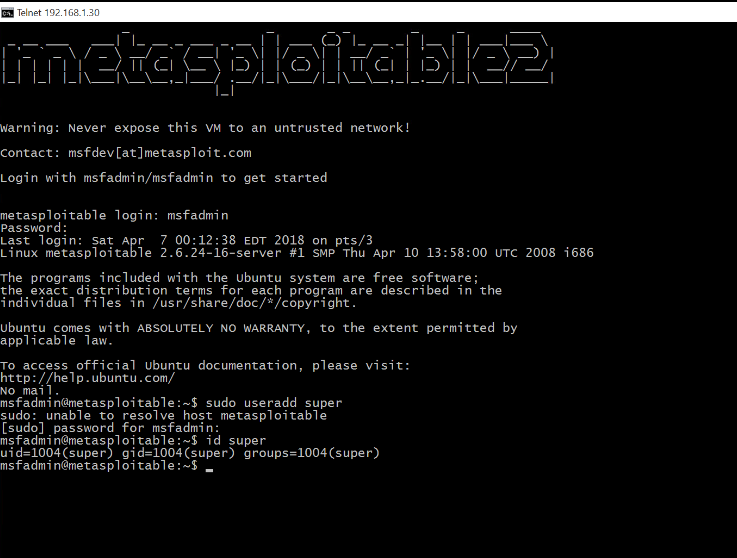 Telnet 192.168.1.30
metasploitable2
Warning: Never expose this VM to an untrusted network!
Contact: msfdev[at]metasploit.com
Login with msfadmin/msfadmin to get started
metasploitable login: msfadmin
Password:
Last login: Sat Apr  7 00:12:38 EDT 2018 on pts/3
Linux metasploitable 2.6.24-16-server #1 SMP Thu Apr 10 13:58:00 UTC 2008 i686
The programs included with the Ubuntu system are free software;
the exact distribution terms for each program are described in the
individual files in /usr/share/doc/*/copyright.
Ubuntu comes with ABSOLUTELY NO WARRANTY, to the extent permitted by
applicable law.
To access official Ubuntu documentation, please visit:
http://help.ubuntu.com/
No mail.
msfadmin@metasploitable:~$ sudo useradd super
sudo: unable to resolve host metasploitable
[sudo] password for msfadmin:
msfadmin@metasploitable:~$ id super
uid=1004(super) gid=1004(super) groups=1004(super)
msfadmin@metasploitable:~$ _